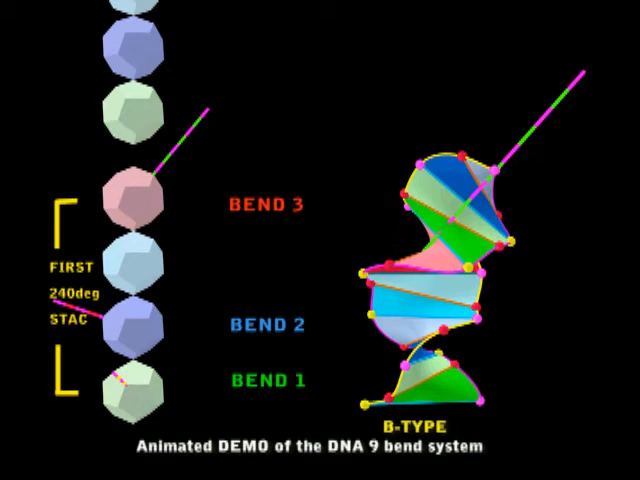 BEND 3
FIRST
240deg
STAC
BEND 2
BEND 1
B-TYPE
Animated DEMO of the DNA 9 bend system